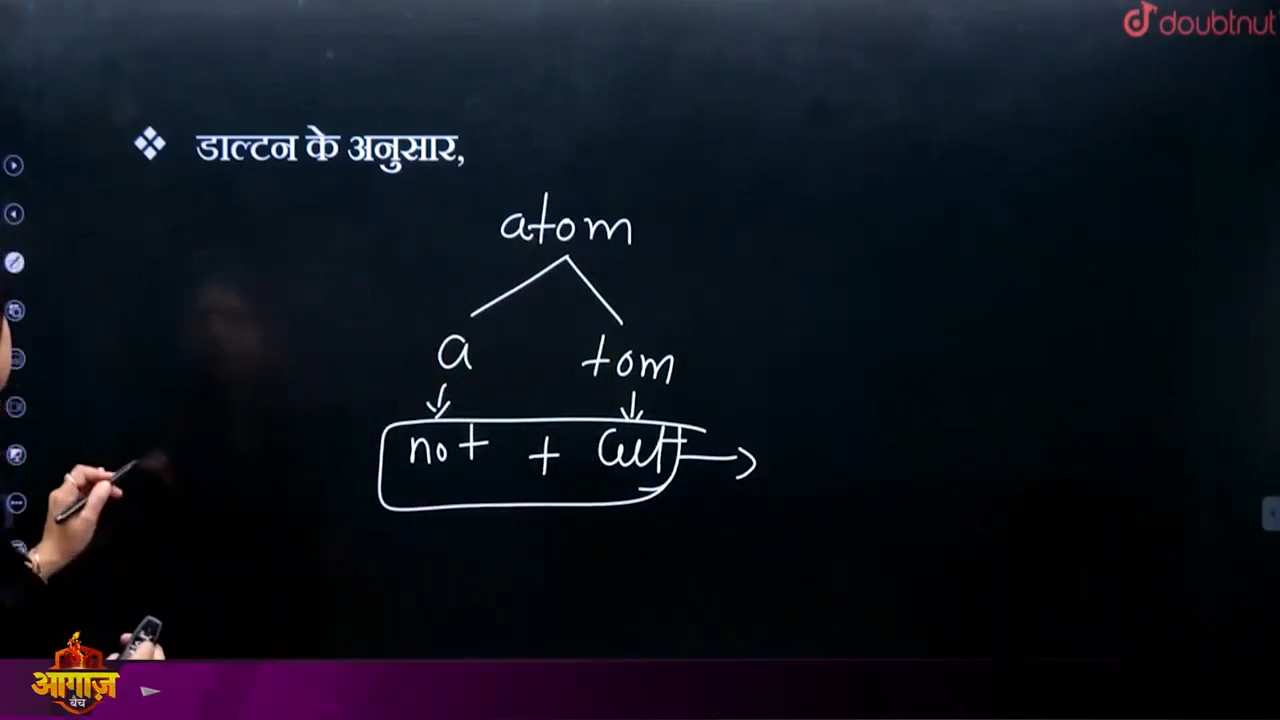 doubtnut
❖ डाल्टन के अनुसार,
atom
a tom
not + Cut
आगाज़
बैच